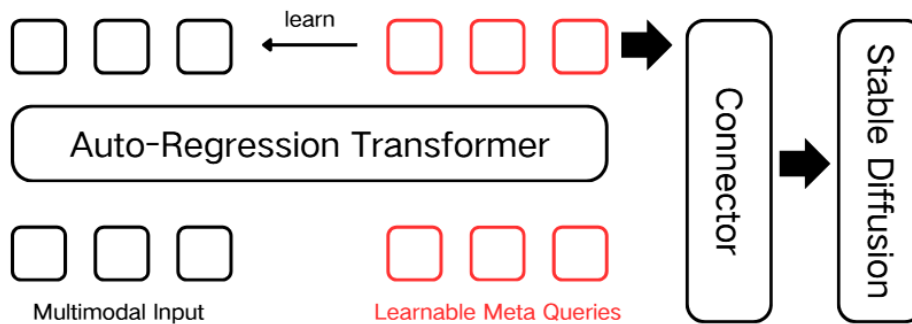 learn
Auto-Regression Transformer
Connector
Stable Diffusion
Multimodal Input
Learnable Meta Queries